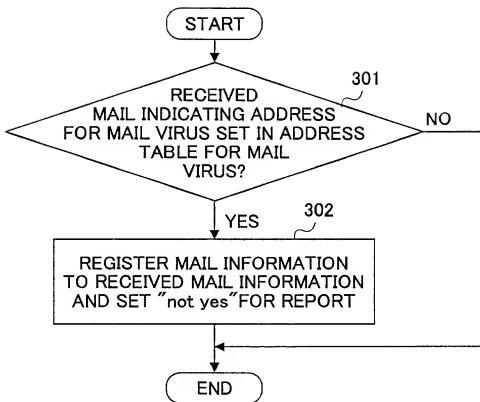 START
301
RECEIVED
MAIL INDICATING ADDRESS
FOR MAIL VIRUS SET IN ADDRESS
TABLE FOR MAIL
VIRUS?
NO
YES
302
REGISTER MAIL INFORMATION
TO RECEIVED MAIL INFORMATION
AND SET "not yes"FOR REPORT
END